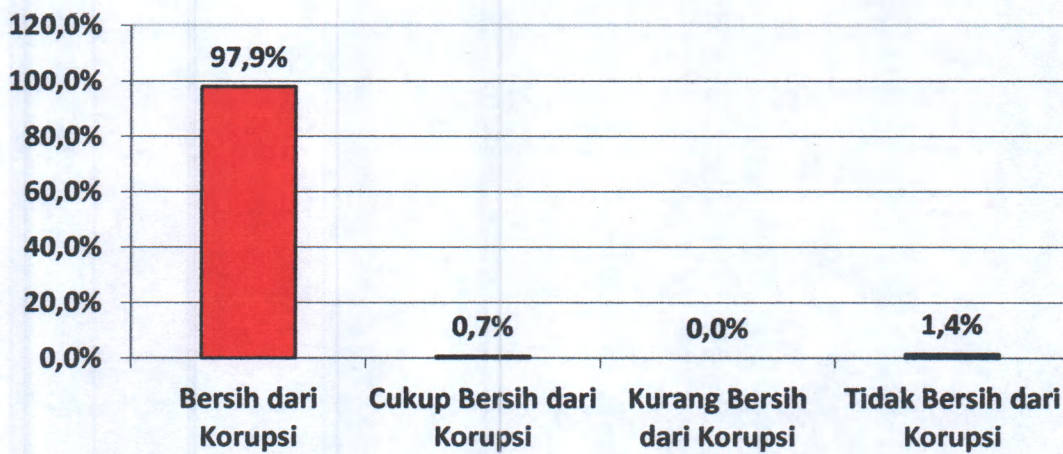 120,0%
100,0%
80,0%
60,0%
40,0%
20,0%
0,0%
97,9%
0,7%
0,0%
1,4%
Bersih dari
Korupsi
Cukup Bersih dari
Korupsi
Kurang Bersih
dari Korupsi
Tidak Bersih dari
Korupsi